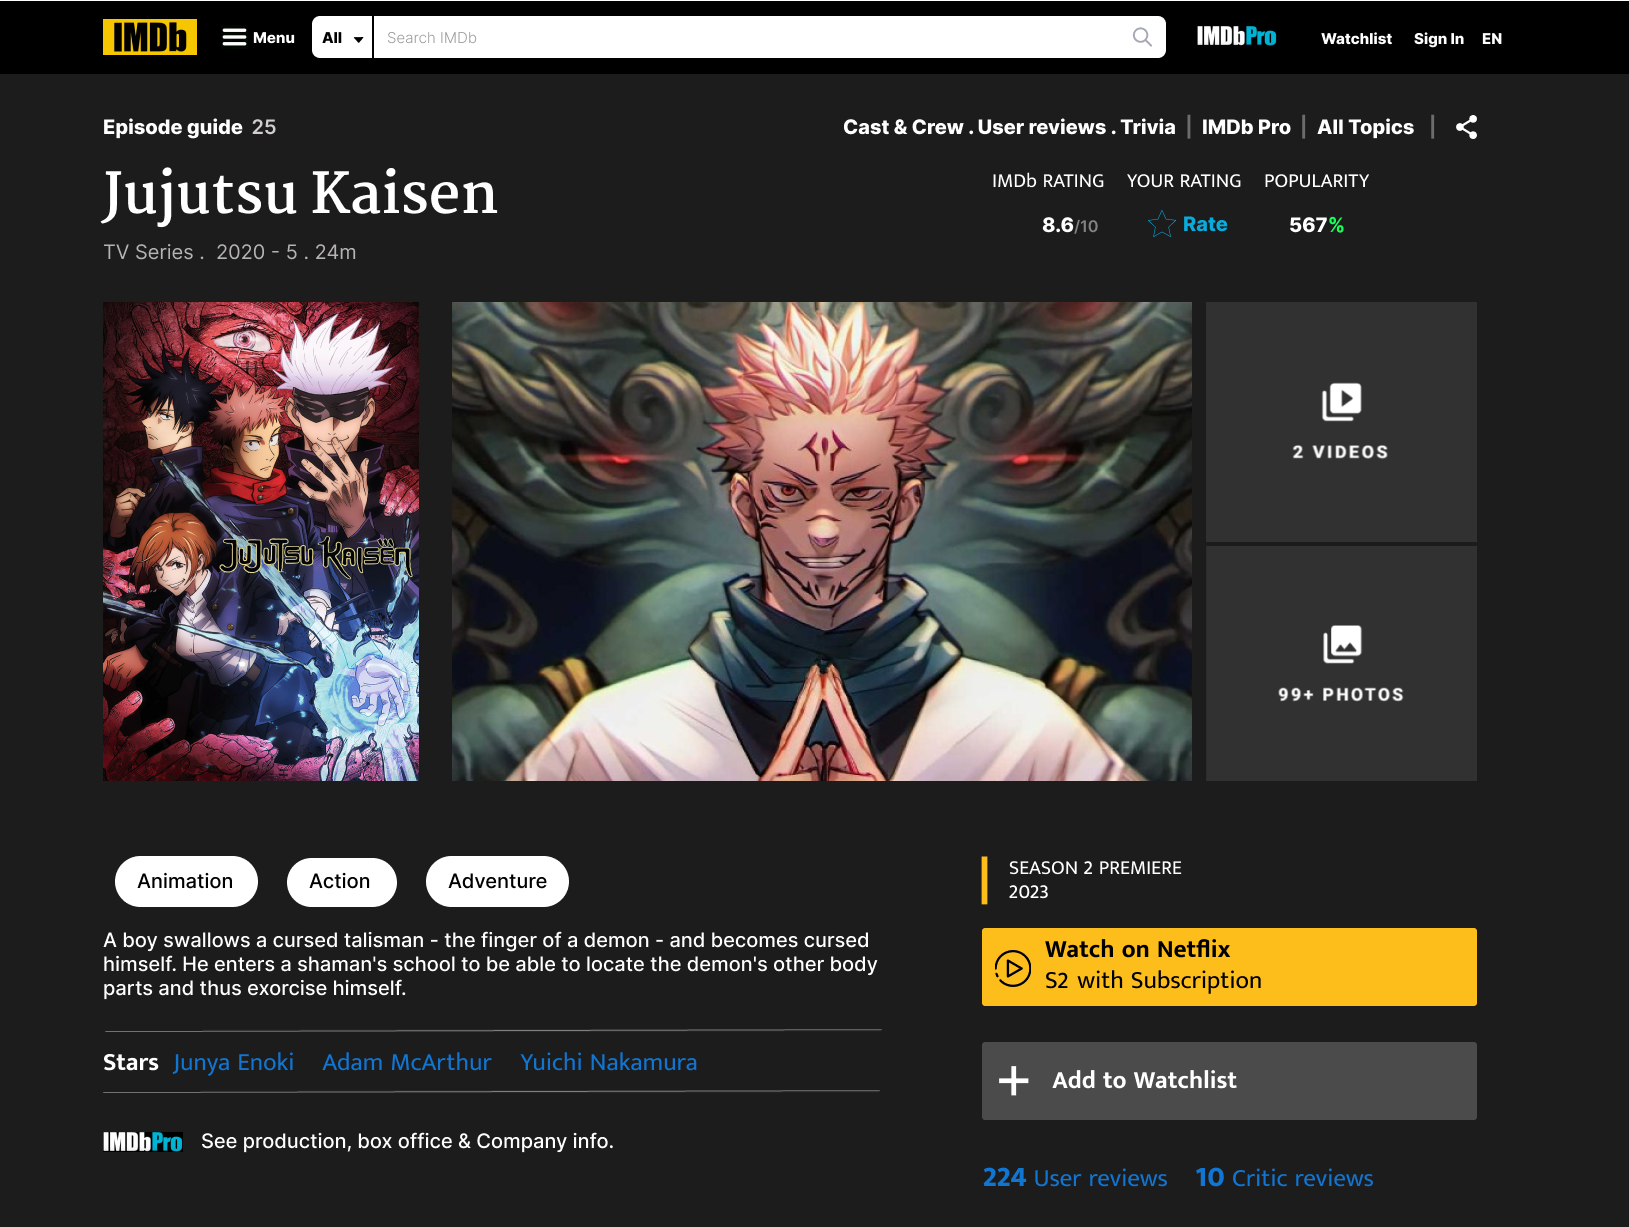 IMDb Menu All Search IMDb IMDbPro Watchlist Sign In EN
Episode guide 25
Cast & Crew . User reviews . Trivia | IMDb Pro | All Topics |
Jujutsu Kaisen
TV Series . 2020 - 5 . 24m
IMDb RATING YOUR RATING POPULARITY
8.6/10 Rate 567%
JUJUTSU KAISEN
2 VIDEOS
99+ PHOTOS
Animation Action Adventure
A boy swallows a cursed talisman - the finger of a demon - and becomes cursed
himself. He enters a shaman's school to be able to locate the demon's other body
parts and thus exorcise himself.
Stars Junya Enoki Adam McArthur Yuichi Nakamura
IMDbPro See production, box office & Company info.
SEASON 2 PREMIERE
2023
Watch on Netflix
S2 with Subscription
Add to Watchlist
224 User reviews 10 Critic reviews